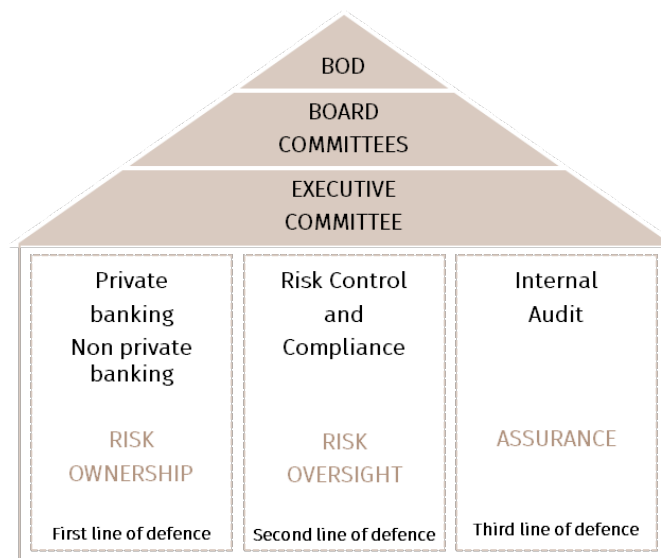 BOD
BOARD
COMMITTEES
EXECUTIVE
COMMITTEE
Private
banking
Non private
banking
RISK
OWNERSHIP
First line of defence
Risk Control
and
Compliance
RISK
OVERSIGHT
Second line of defence
Internal
Audit
ASSURANCE
Third line of defence